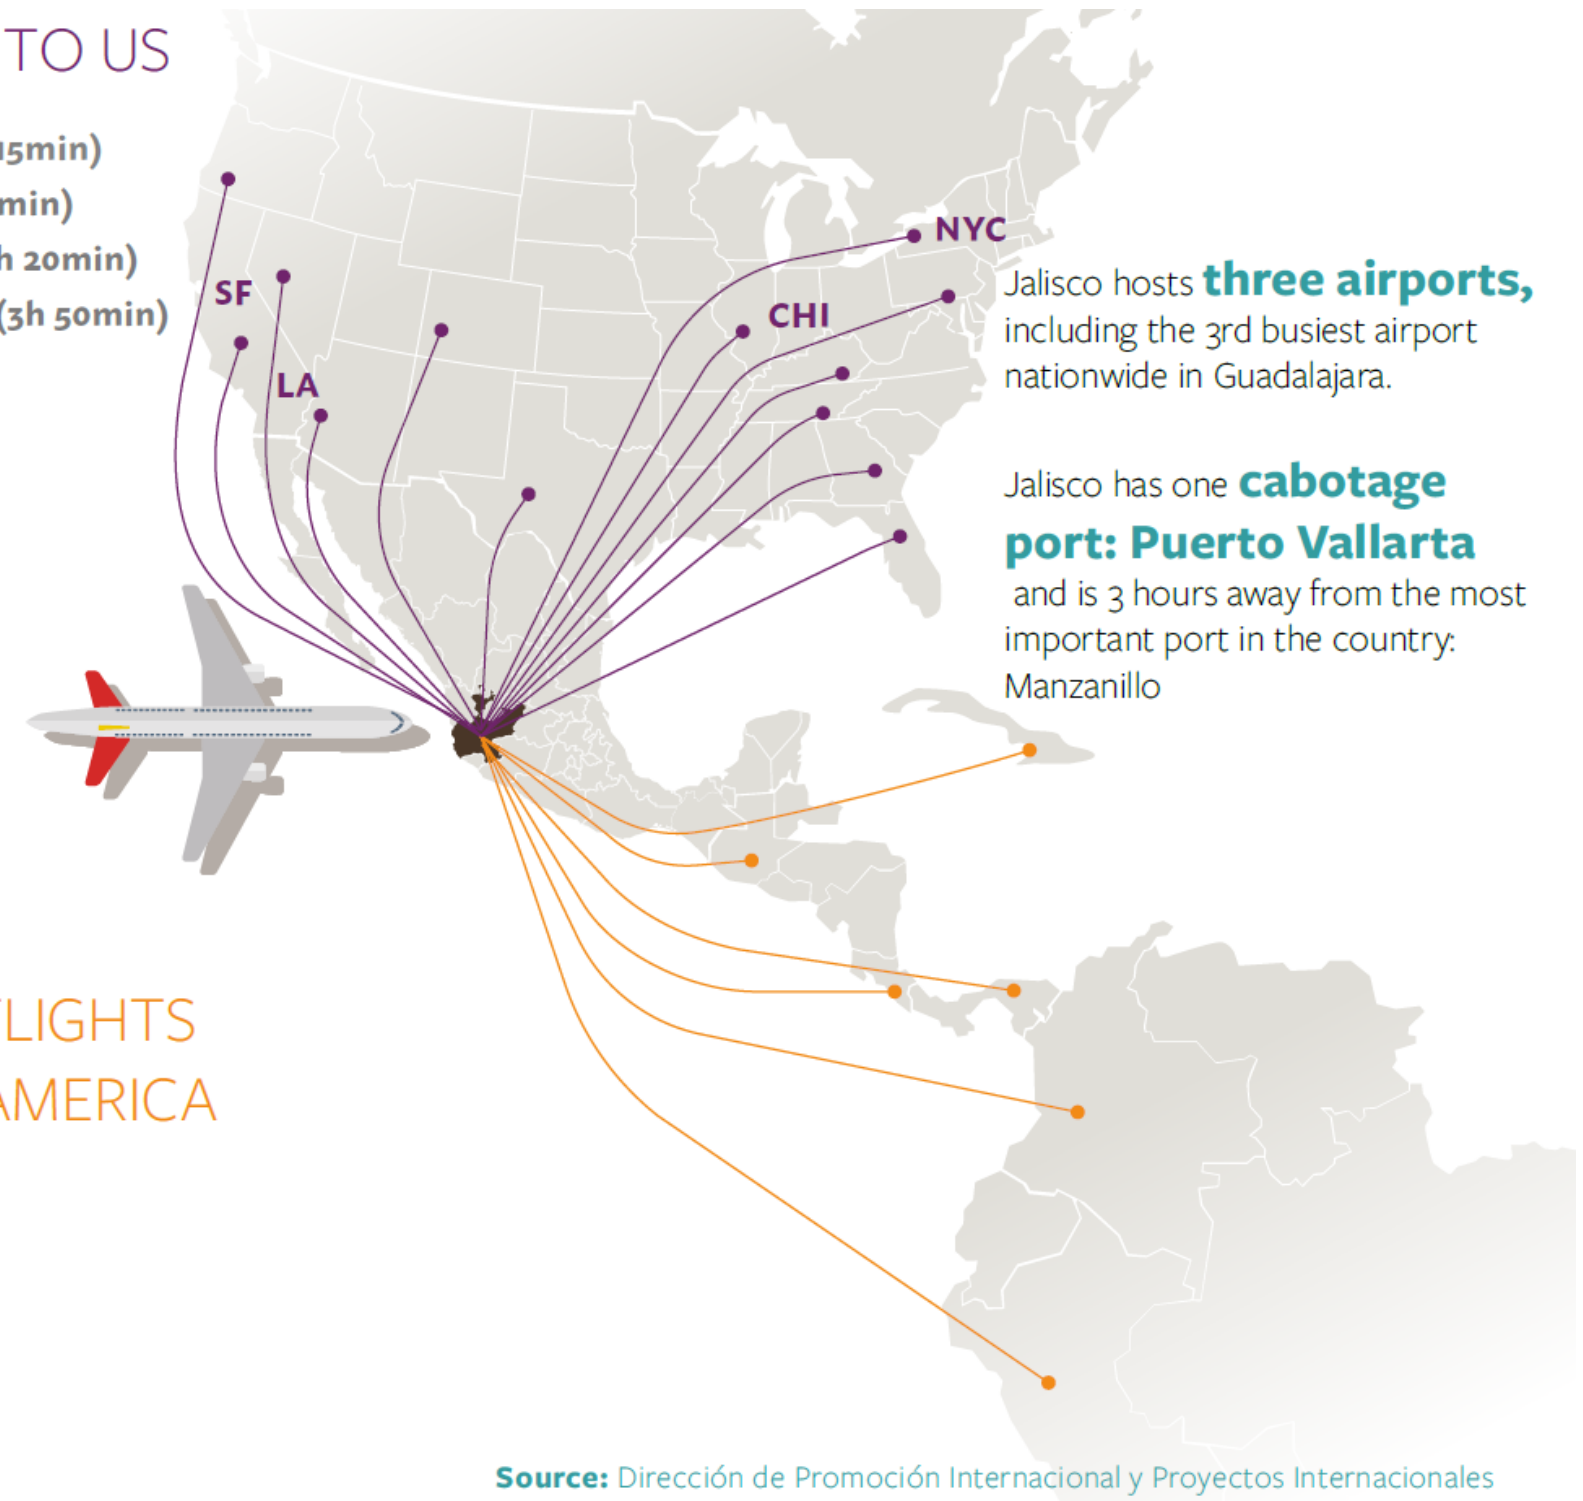 TO US
15min)
min)
h 20min)
(3h 50min)
SF
LA
NYC
CHI
Jalisco hosts three airports,
including the 3rd busiest airport
nationwide in Guadalajara.
Jalisco has one cabotage
port: Puerto Vallarta
and is 3 hours away from the most
important port in the country:
Manzanillo
FLIGHTS
AMERICA
Source: Dirección de Promoción Internacional y Proyectos Internacionales